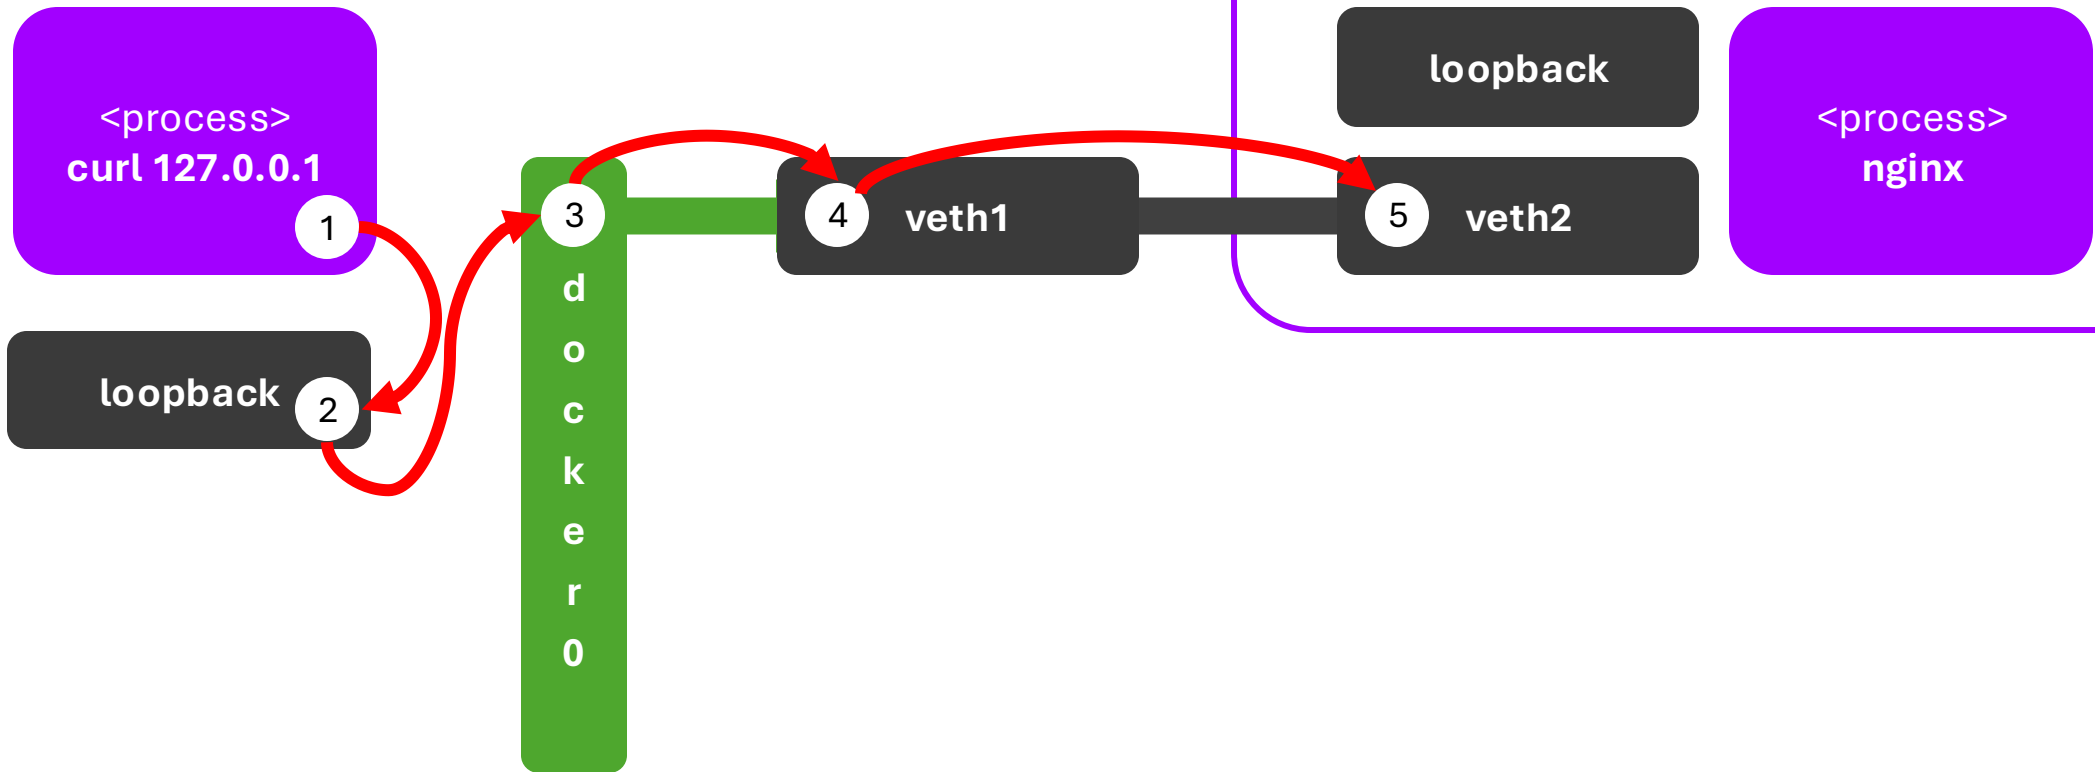 <process>
curl 127.0.0.1
1
loopback
2
3
d
o
c
k
e
r
0
4
veth1
loopback
5
veth2
<process>
nginx